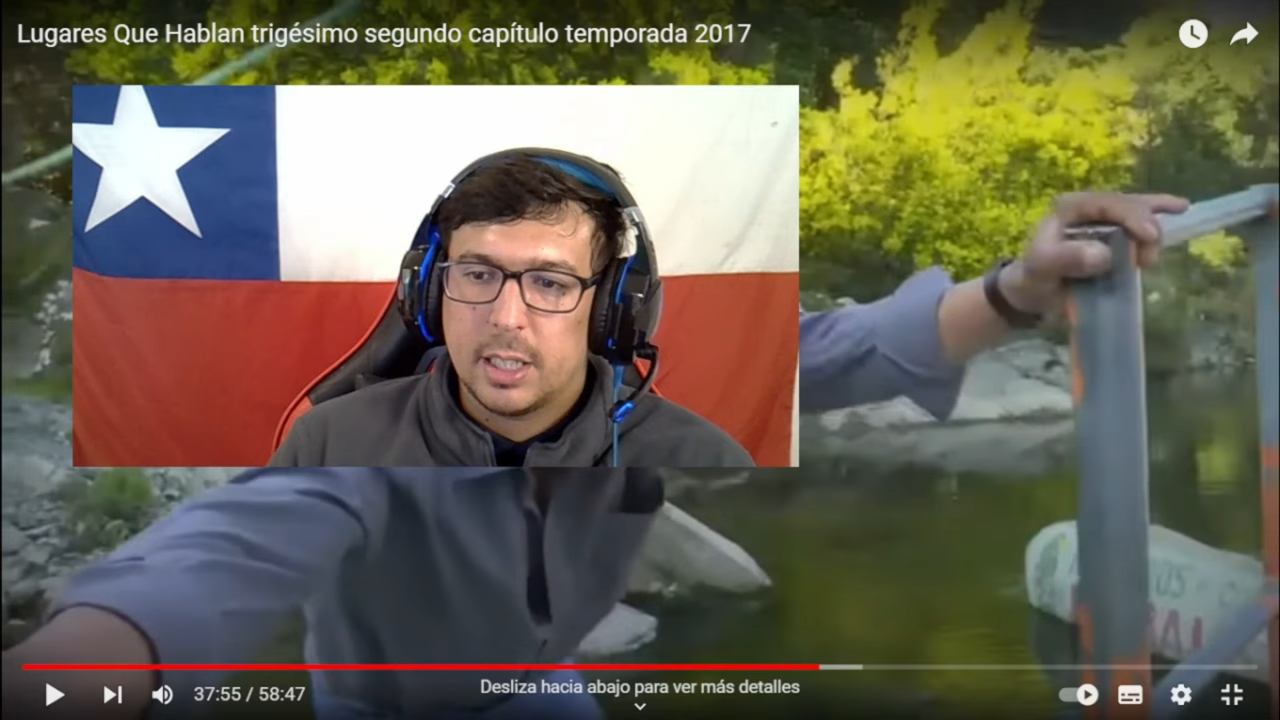 Lugares Que Hablan trigésimo segundo capítulo temporada 2017
37:55 / 58:47
Desliza hacia abajo para ver más detalles